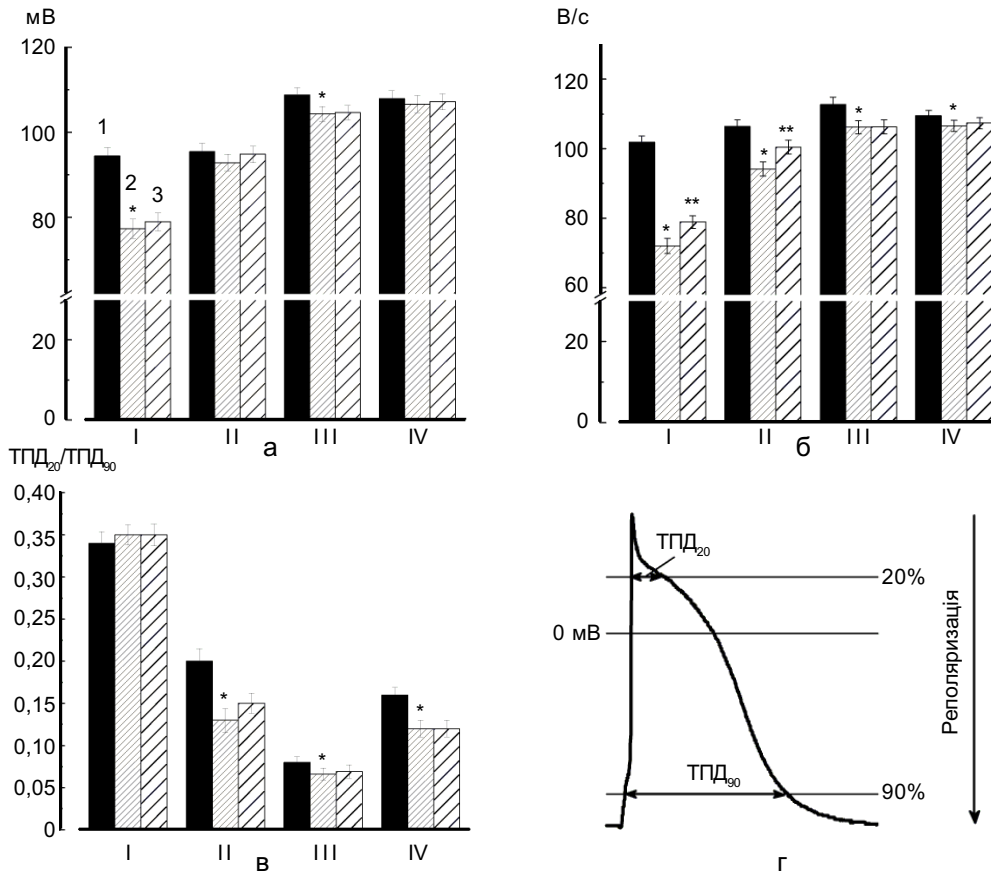 мВ
120
100
80
20
0
1
2
*
3
*
I
II
III
IV
а
В/с
120
100
80
60
20
0
*
**
*
**
*
*
I
II
III
IV
б
ТПД20/ТПД90
0,40
0,35
0,30
0,25
0,20
0,15
0,10
0,05
0
*
*
*
I
II
III
IV
в
ТПД20
20%
0 мВ
ТПД90
90%
Реполяризація
г